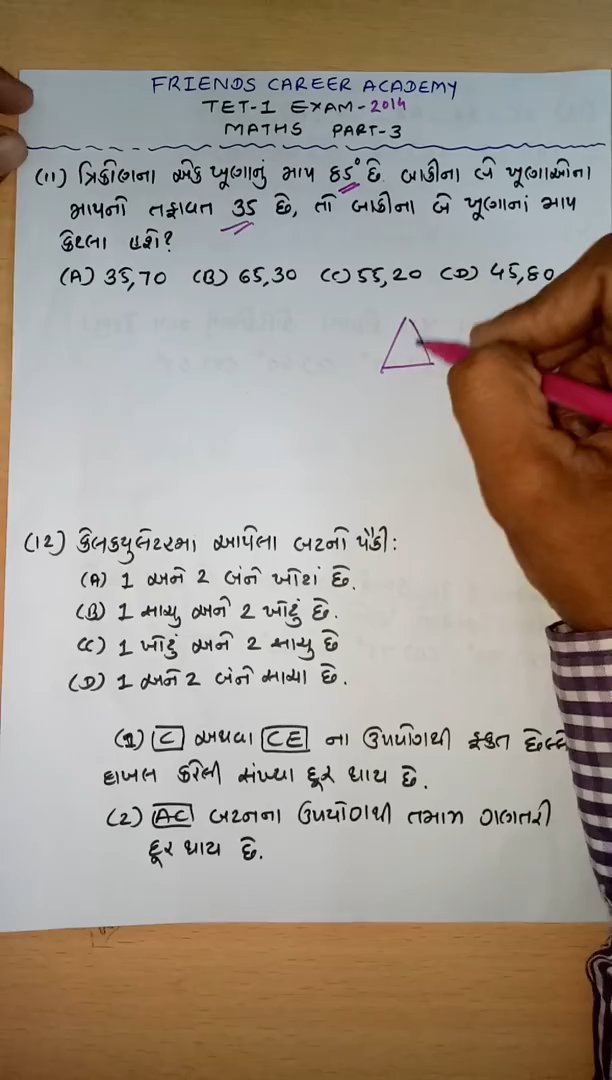 FRIENDS CAREER ACADEMY
TET-1 EXAM-2014
MATHS PART-3
(11) ત્રિકોણના એક ખૂણાનું માપ 85° છે. બાકીના બે ખૂણાઓના
માપનો તફાવત 35 છે, તો બાકીના બે ખૂણાનાં માપ
કેટલા હશે?
(A) 35,70 (B) 65,30 (C) 55,20 (D) 45,80
(12) કેલક્યુલેટરમા આપેલા બટનો પૈકી:
(A) 1 અને 2 બંને ખોટાં છે.
(B) 1 સાચુ અને 2 ખોટું છે.
(C) 1 ખોટું અને 2 સાચુ છે
(D) 1 અને 2 બંને સાચા છે.
(1) C અથવા CE ના ઉપયોગથી ફક્ત
દાખલ કરેલી સંખ્યા દૂર થાય છે.
(2) AC બટનના ઉપયોગથી તમામ ગણતરી
દૂર થાય છે.